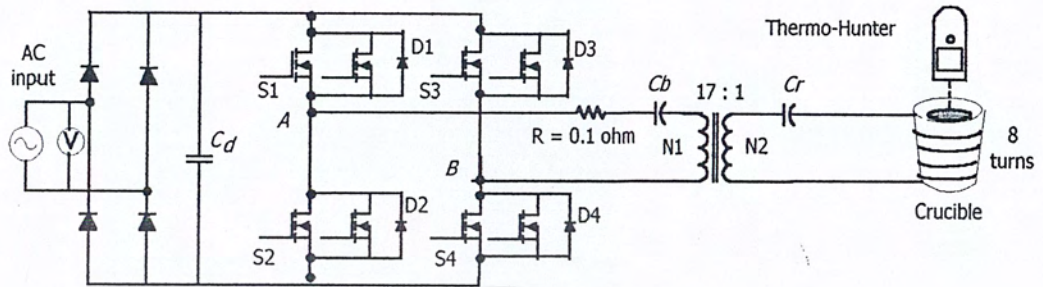 AC
input
V
C_d
S1
D1
S3
D3
A
R = 0.1 ohm
Cb
17 : 1
N1
N2
Cr
Thermo-Hunter
8
turns
Crucible
B
S2
D2
S4
D4